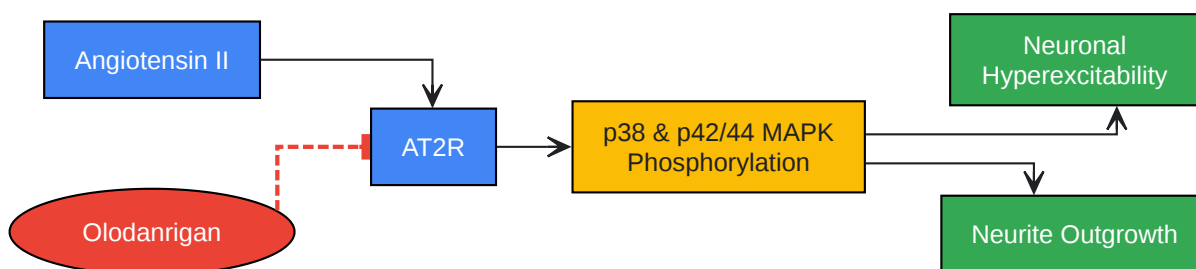 Angiotensin II
Neuronal
Hyperexcitability
AT2R
p38 & p42/44 MAPK
Phosphorylation
Olodanrigan
Neurite Outgrowth